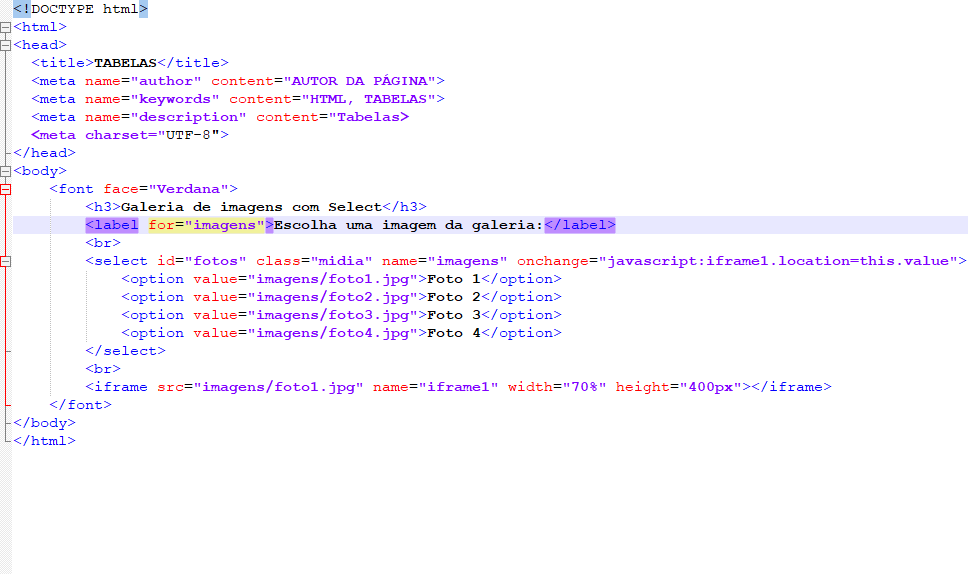 <!DOCTYPE html>
<html>
<head>
<title>TABELAS</title>
<meta name="author" content="AUTOR DA PÁGINA">
<meta name="keywords" content="HTML, TABELAS">
<meta name="description" content="Tabelas>
<meta charset="UTF-8">
</head>
<body>
<font face="Verdana">
<h3>Galeria de imagens com Select</h3>
<label for="imagens">Escolha uma imagem da galeria:</label>
<br>
<select id="fotos" class="midia" name="imagens" onchange="javascript:iframe1.location=this.value">
<option value="imagens/foto1.jpg">Foto 1</option>
<option value="imagens/foto2.jpg">Foto 2</option>
<option value="imagens/foto3.jpg">Foto 3</option>
<option value="imagens/foto4.jpg">Foto 4</option>
</select>
<br>
<iframe src="imagens/foto1.jpg" name="iframe1" width="70%" height="400px"></iframe>
</font>
</body>
</html>